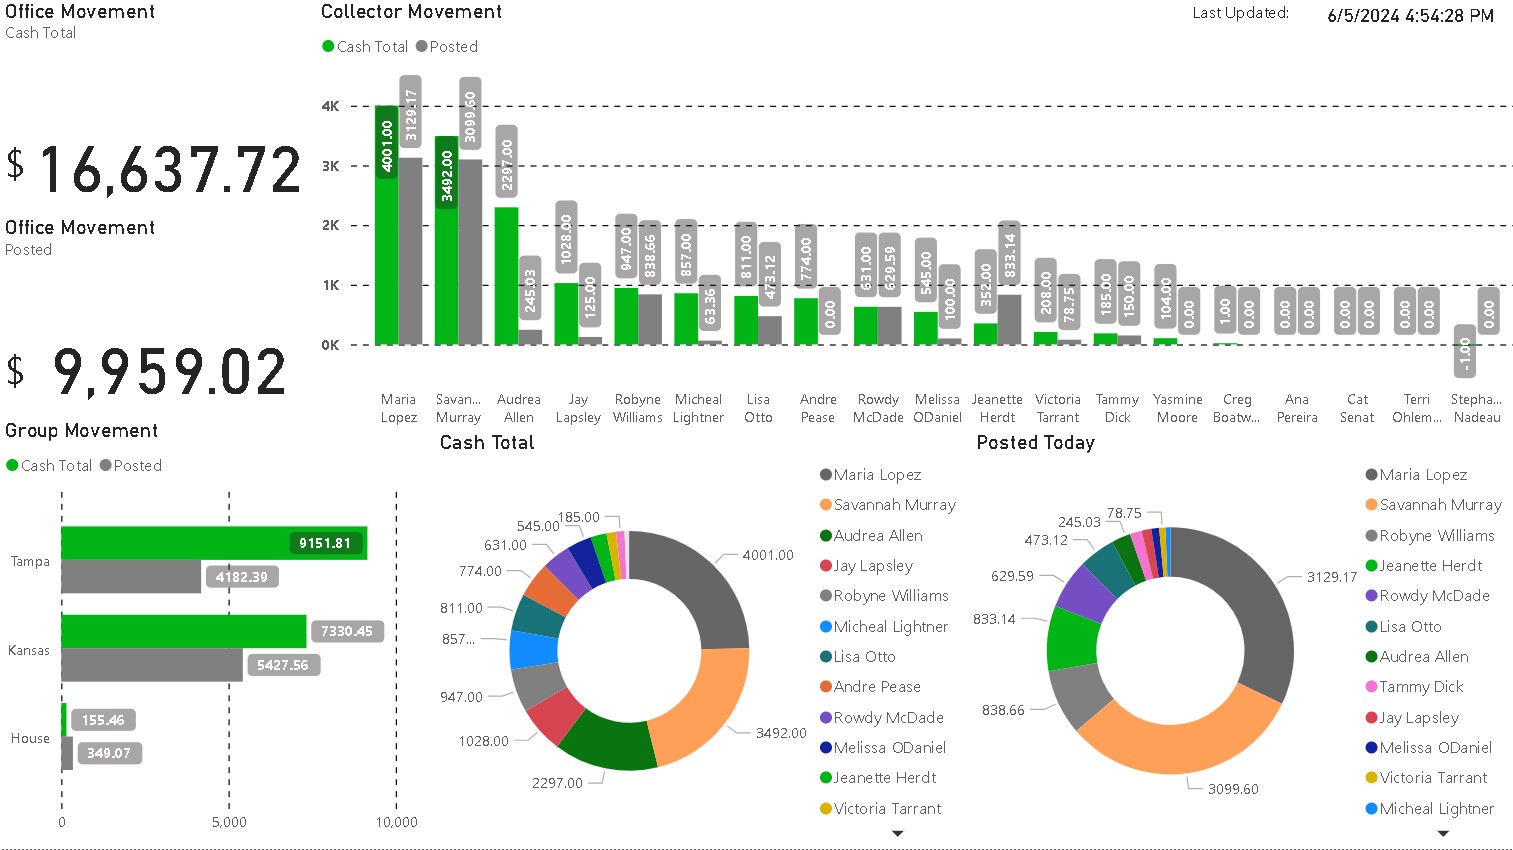 Office Movement
Cash Total
$ 16,637.72
Office Movement
Posted
$ 9,959.02
Collector Movement
Cash Total Posted
Last Updated: 6/5/2024 4:54:28 PM
4K
3K
2K
1K
0K
4001.00
3129.17
3492.00
3099.60
2297.00
245.03
1028.00
125.00
947.00
838.66
857.00
63.36
811.00
473.12
774.00
0.00
631.00
629.59
545.00
100.00
352.00
833.14
208.00
78.75
185.00
150.00
104.00
0.00
1.00
0.00
0.00
0.00
0.00
0.00
0.00
0.00
-1.00
0.00
Maria
Lopez
Savan...
Murray
Audrea
Allen
Jay
Lapsley
Robyne
Williams
Micheal
Lightner
Lisa
Otto
Andre
Pease
Rowdy
McDade
Melissa
ODaniel
Jeanette
Herdt
Victoria
Tarrant
Tammy
Dick
Yasmine
Moore
Creg
Boatw...
Ana
Pereira
Cat
Senat
Terri
Ohlem...
Stepha...
Nadeau
Group Movement
Cash Total Posted
Tampa
9151.81
4182.39
Kansas
7330.45
5427.56
House
155.46
349.07
0
5,000
10,000
Cash Total
185.00
545.00
631.00
774.00
811.00
857...
947.00
1028.00
2297.00
3492.00
4001.00
Maria Lopez
Savannah Murray
Audrea Allen
Jay Lapsley
Robyne Williams
Micheal Lightner
Lisa Otto
Andre Pease
Rowdy McDade
Melissa ODaniel
Jeanette Herdt
Victoria Tarrant
Posted Today
78.75
245.03
473.12
629.59
833.14
838.66
3099.60
3129.17
Maria Lopez
Savannah Murray
Robyne Williams
Jeanette Herdt
Rowdy McDade
Lisa Otto
Audrea Allen
Tammy Dick
Jay Lapsley
Melissa ODaniel
Victoria Tarrant
Micheal Lightner